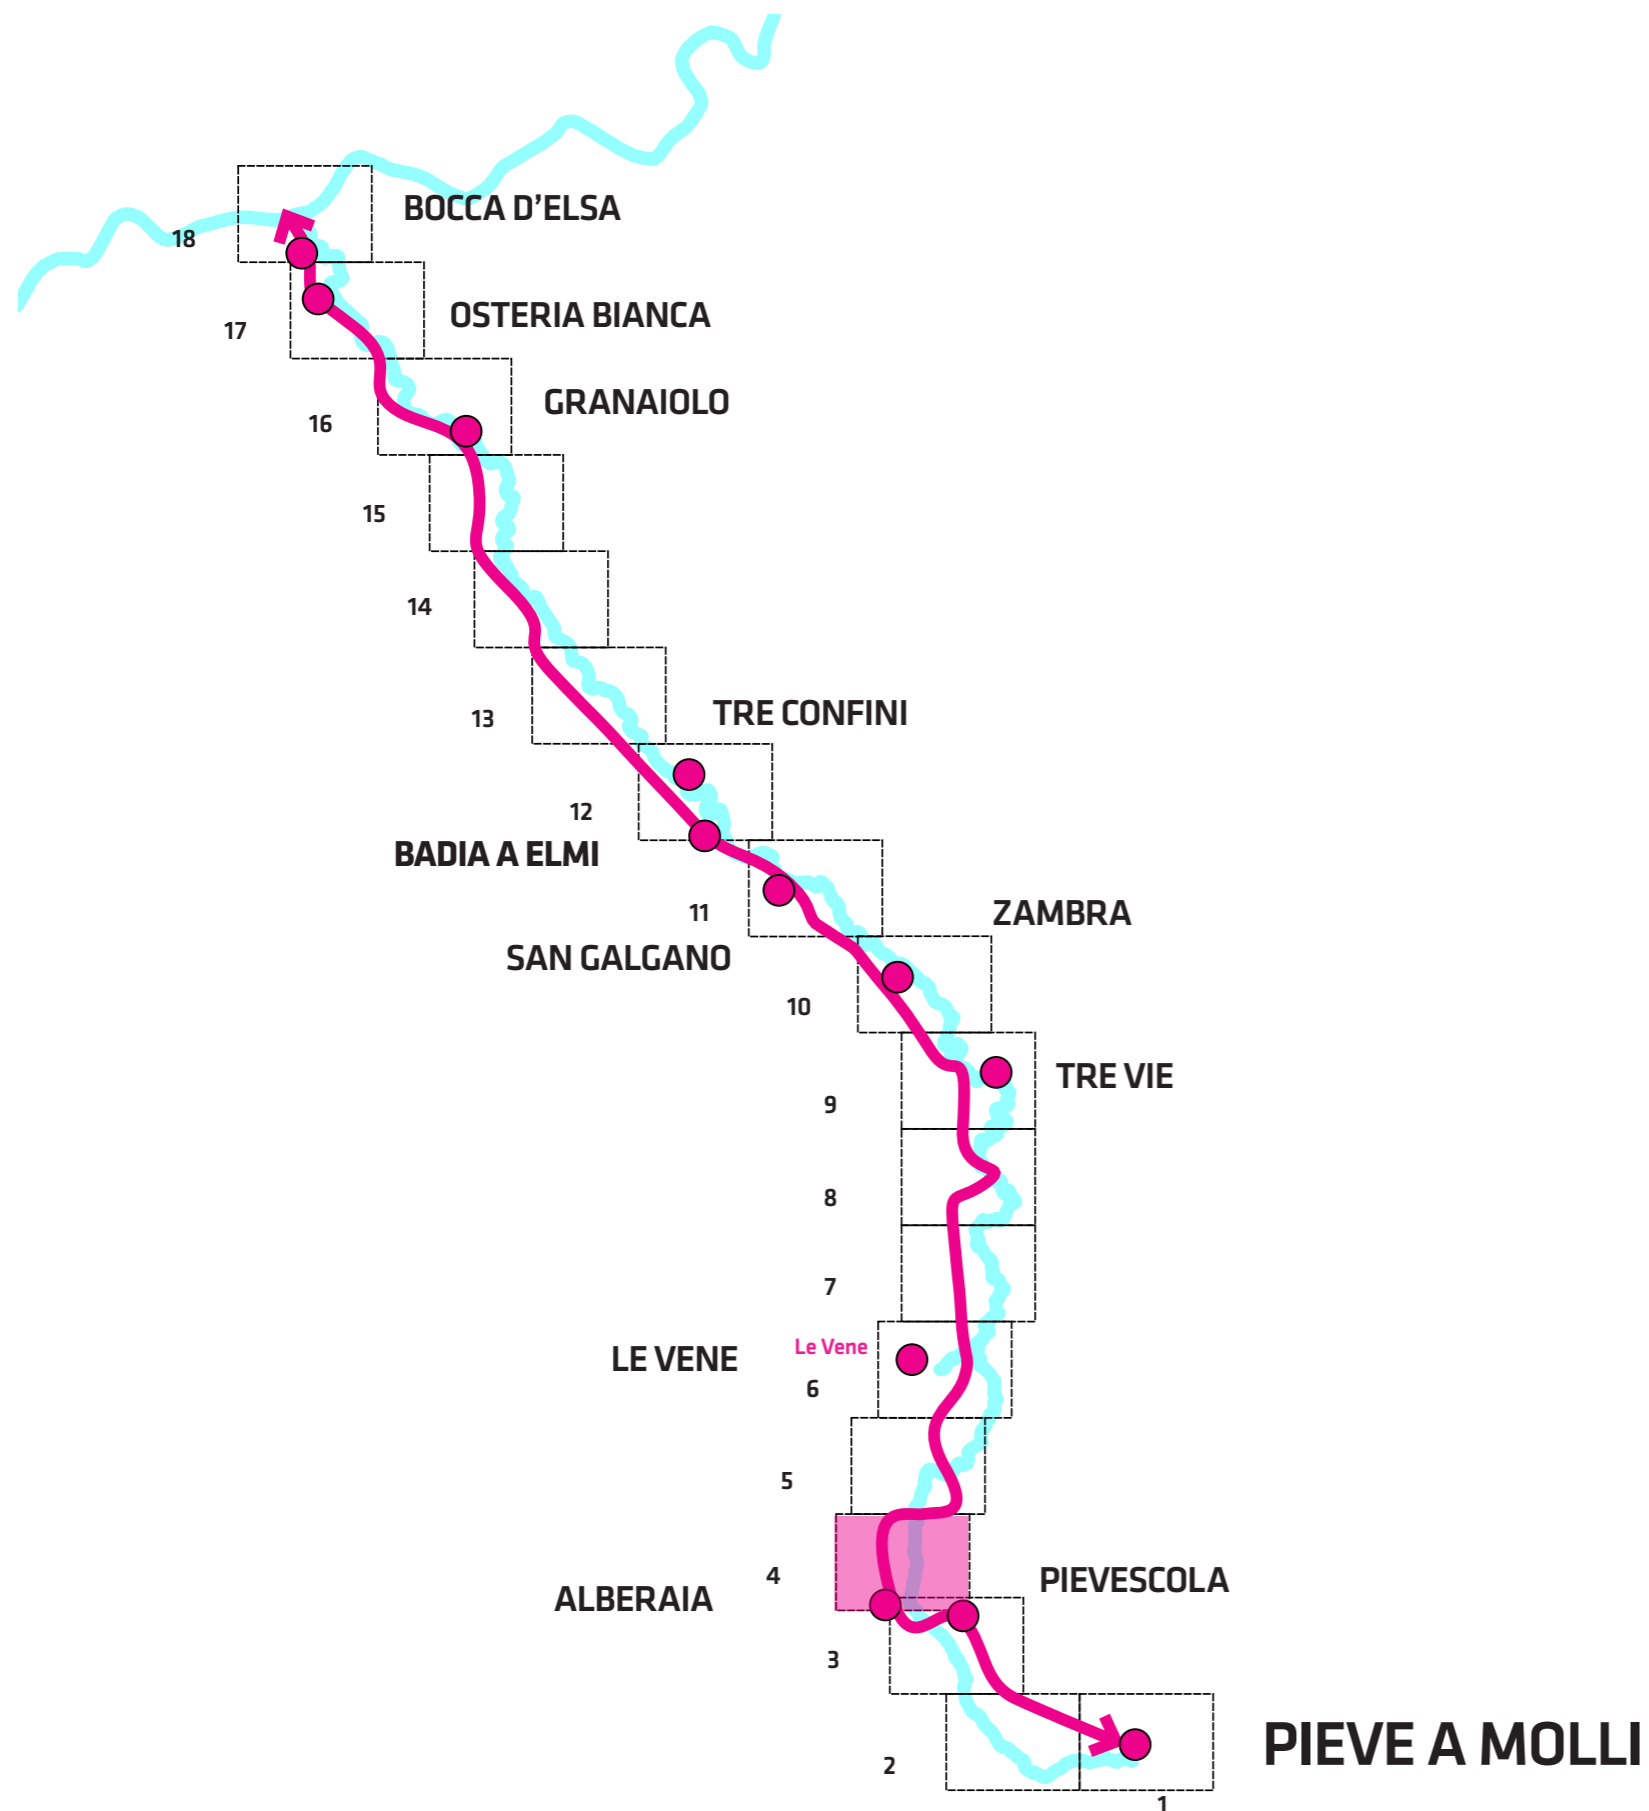 BOCCA D’ELSA
18
OSTERIA BIANCA
17
GRANAIOLO
16
15
14
TRE CONFINI
13
12
BADIA A ELMI
11
ZAMBRA
SAN GALGANO
10
TRE VIE
9
8
7
Le Vene
LE VENE
6
5
4
PIEVESCOLA
ALBERAIA
3
PIEVE A MOLLI
2
1